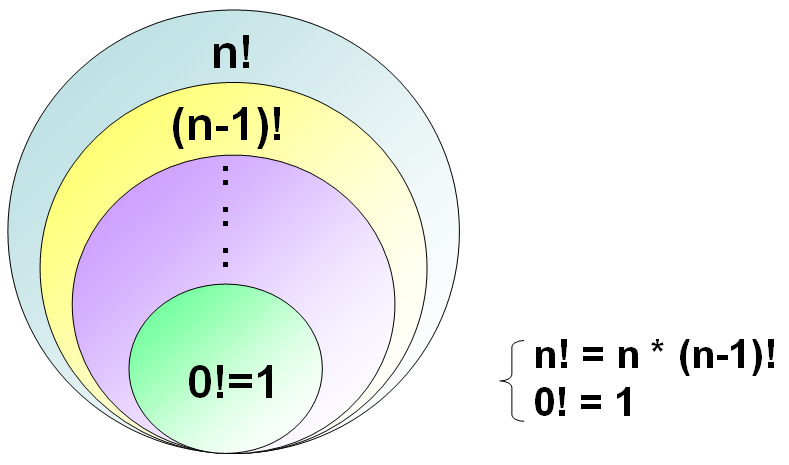 n!
(n-1)!
:
:
:
0!=1
n! = n * (n-1)!
0! = 1